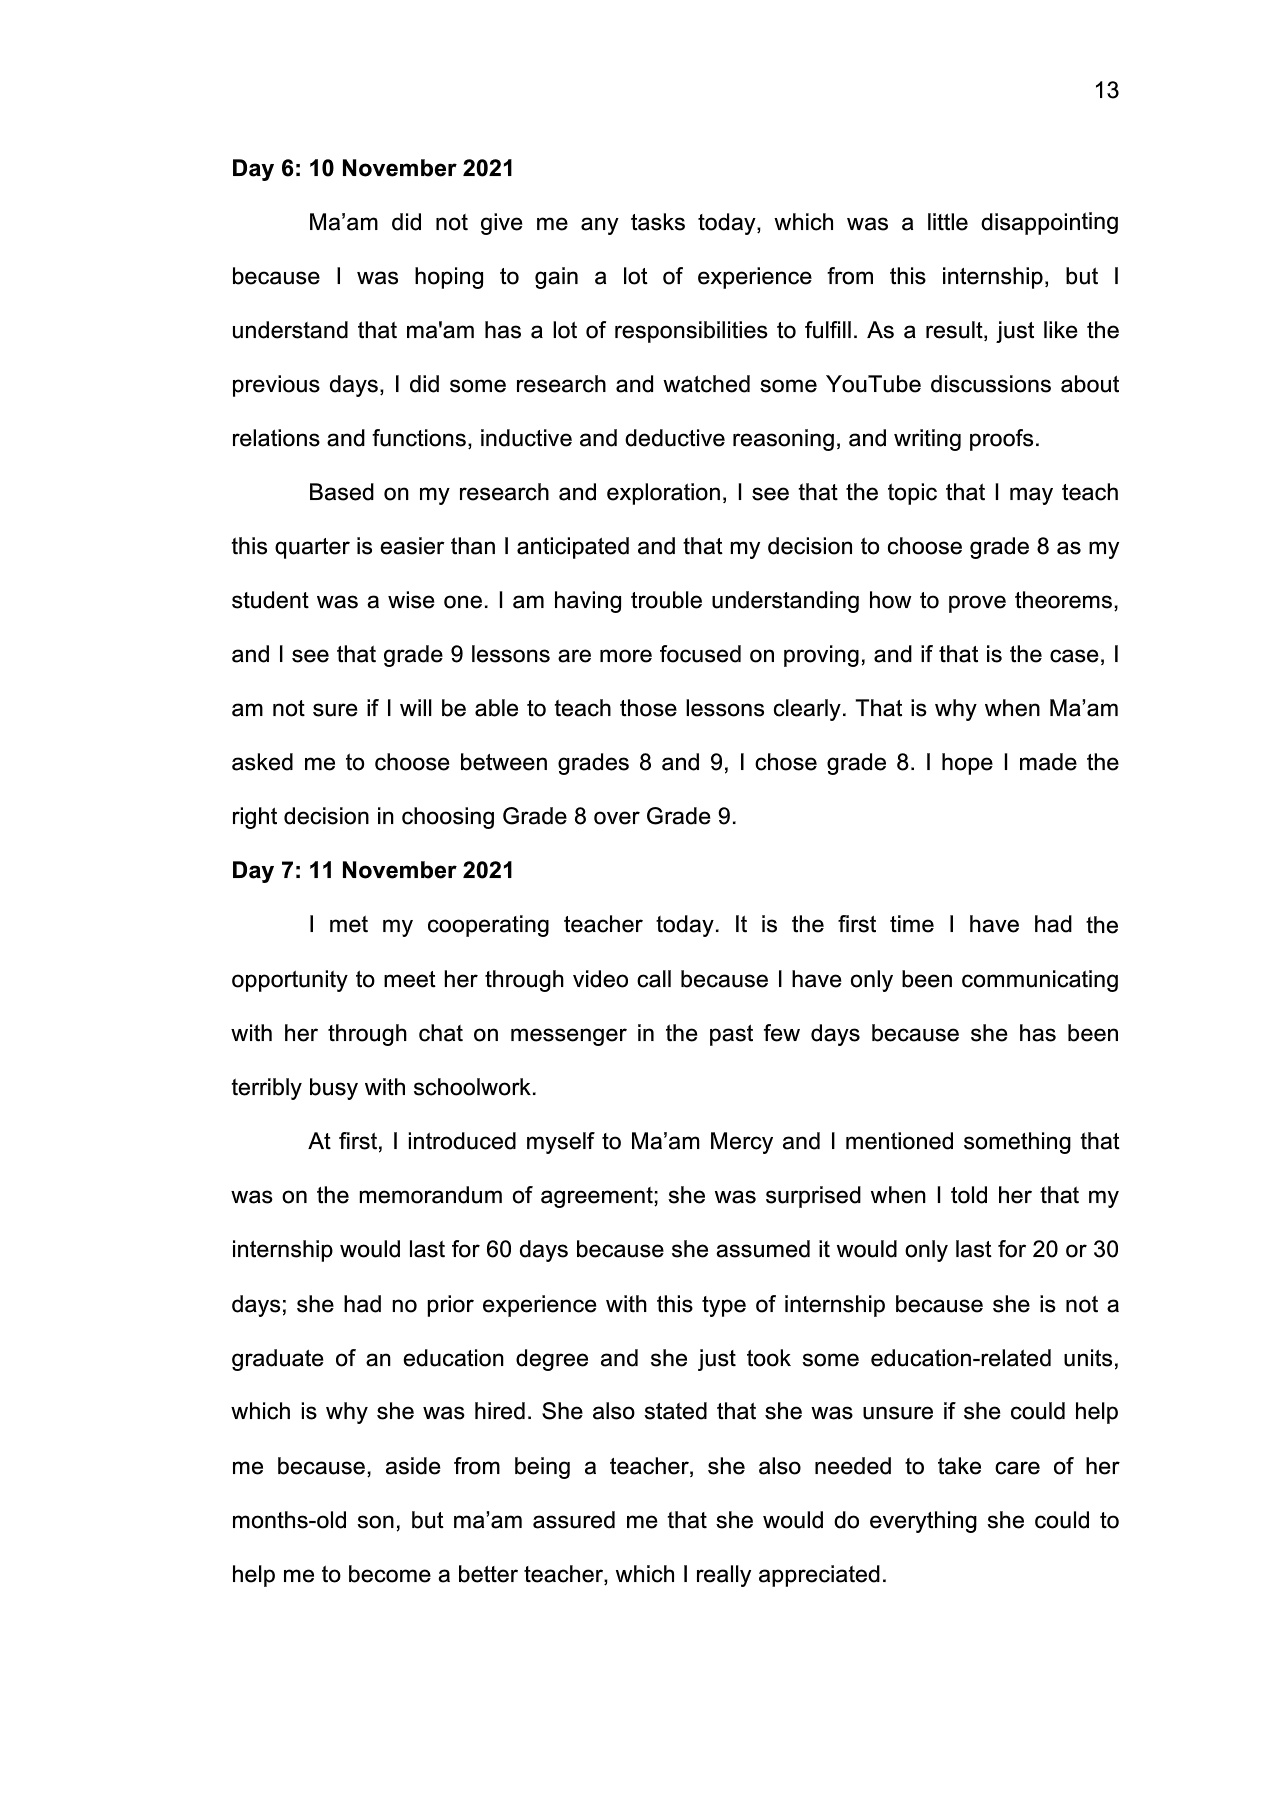 13
Day 6: 10 November 2021
Ma’am did not give me any tasks today, which was a little disappointing
because I was hoping to gain a lot of experience from this internship, but I
understand that ma'am has a lot of responsibilities to fulfill. As a result, just like the
previous days, I did some research and watched some YouTube discussions about
relations and functions, inductive and deductive reasoning, and writing proofs.
Based on my research and exploration, I see that the topic that I may teach
this quarter is easier than I anticipated and that my decision to choose grade 8 as my
student was a wise one. I am having trouble understanding how to prove theorems,
and I see that grade 9 lessons are more focused on proving, and if that is the case, I
am not sure if I will be able to teach those lessons clearly. That is why when Ma’am
asked me to choose between grades 8 and 9, I chose grade 8. I hope I made the
right decision in choosing Grade 8 over Grade 9.
Day 7: 11 November 2021
I met my cooperating teacher today. It is the first time I have had the
opportunity to meet her through video call because I have only been communicating
with her through chat on messenger in the past few days because she has been
terribly busy with schoolwork.
At first, I introduced myself to Ma’am Mercy and I mentioned something that
was on the memorandum of agreement; she was surprised when I told her that my
internship would last for 60 days because she assumed it would only last for 20 or 30
days; she had no prior experience with this type of internship because she is not a
graduate of an education degree and she just took some education-related units,
which is why she was hired. She also stated that she was unsure if she could help
me because, aside from being a teacher, she also needed to take care of her
months-old son, but ma’am assured me that she would do everything she could to
help me to become a better teacher, which I really appreciated.